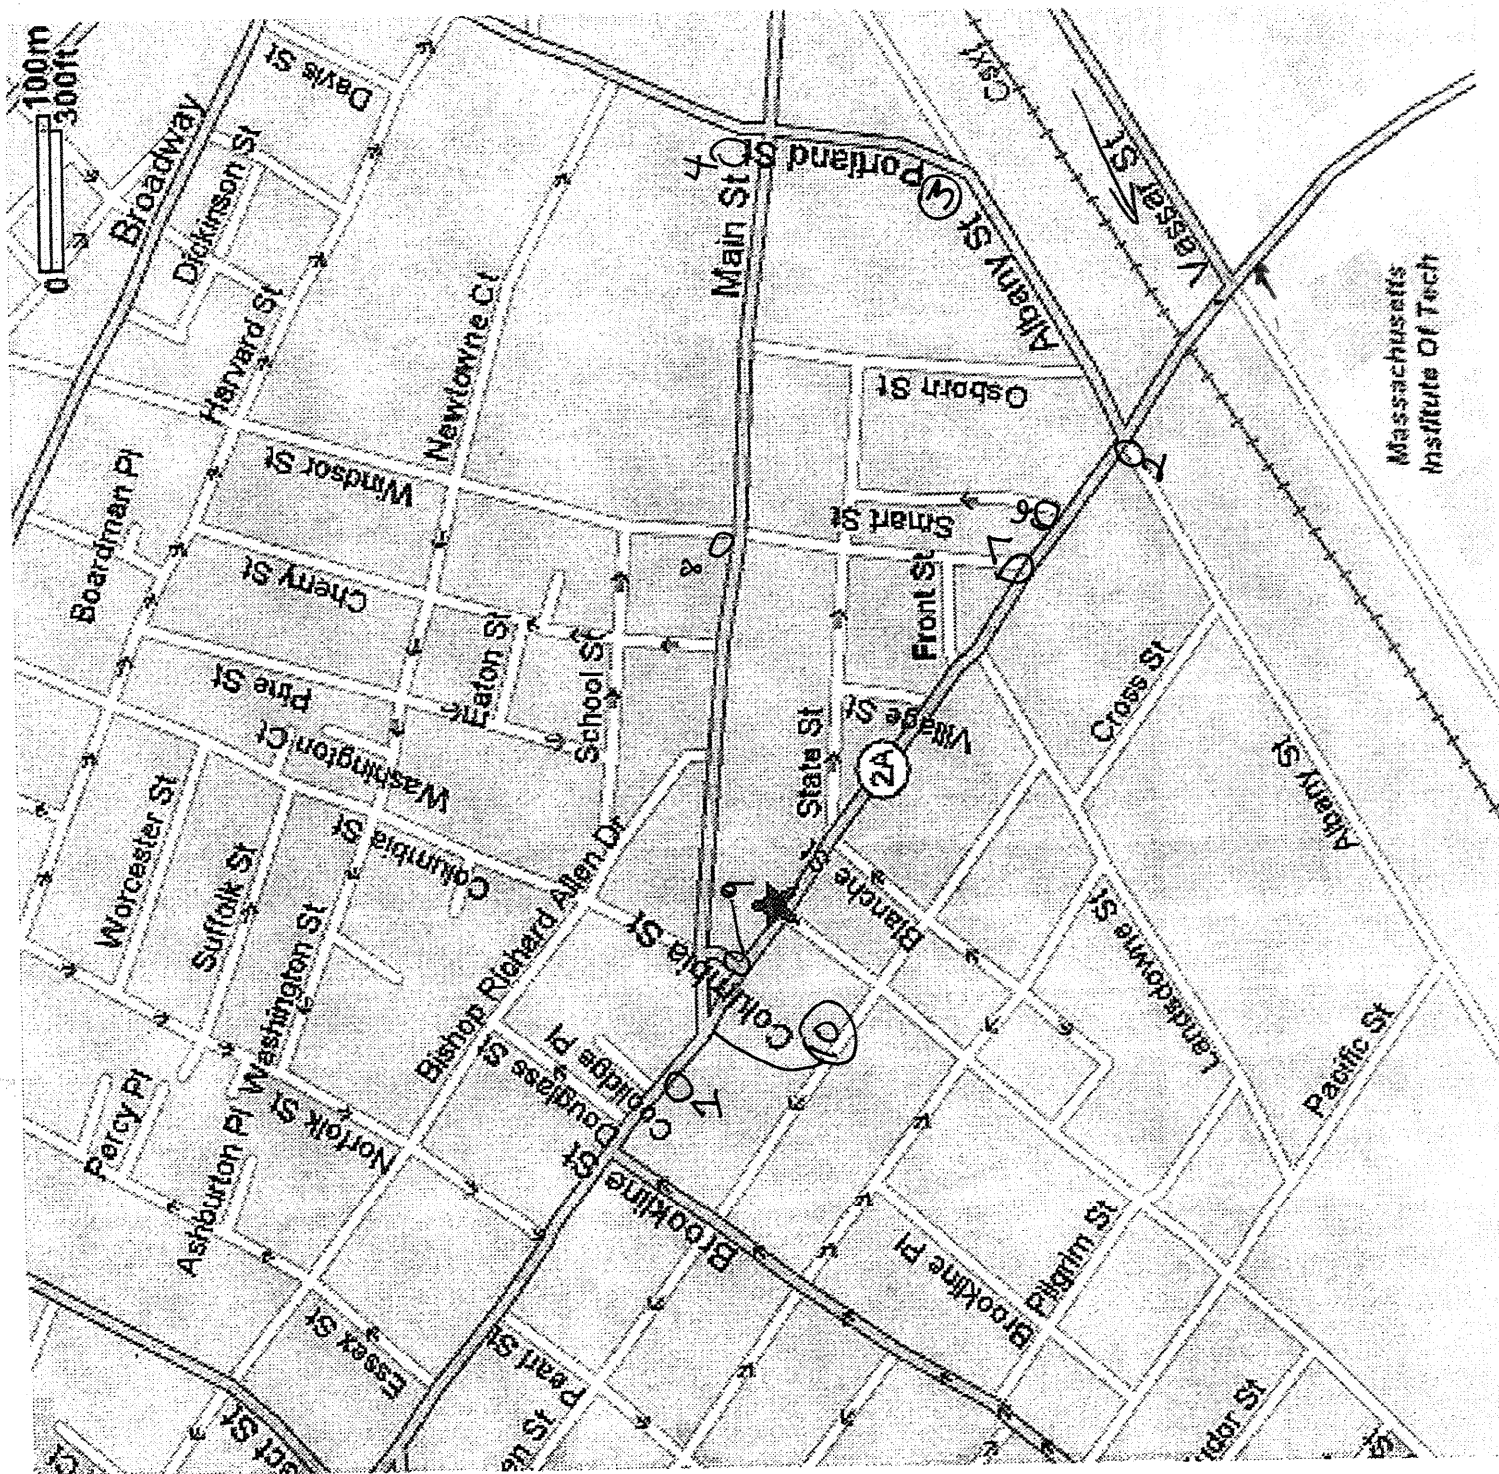 100m
300ft
0
Broadway
Davis St
Dickinson St
Harvard St
Newtowne Ct
Main St
4
Portland St
3
Albany St
Csxt
Vassar St
Massachusetts
Institute Of Tech
Osborn St
Windsor St
Boardman Pl
Cherry St
8
Smart St
6
7
Front St
Eaton St
School St
Pine St
Washington Ct
Worcester St
Columbia St
Suffolk St
Washington St
State St
Village St
2A
Cross St
Albany St
Bishop Richard Allen Dr
Columbia St
9
Blanche St
Landsdowne St
10
Percy Pl
Ashburton Pl
Norfolk St
Douglass St
Coolidge Pl
Brookline St
Pacific St
Brookline Pl
Pilgrim St
Essex St
Pearl St